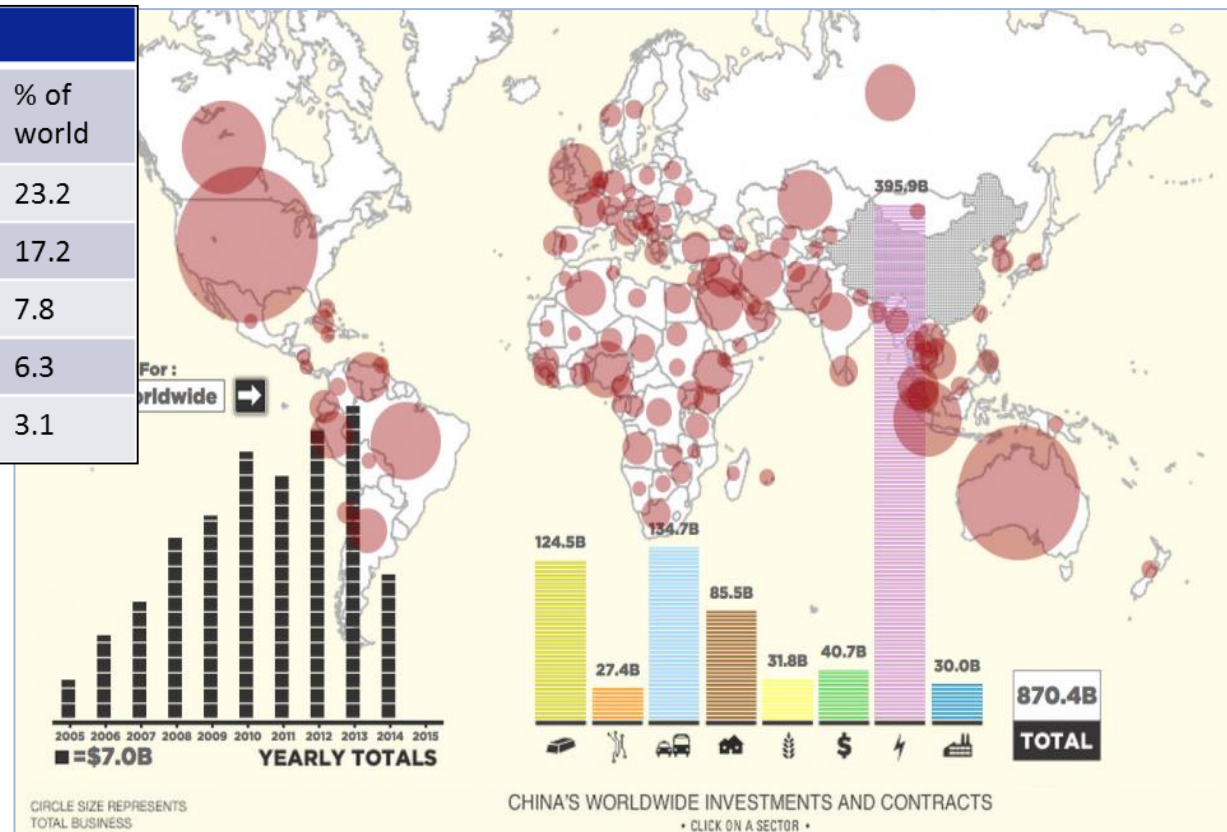 % of
world
23.2
17.2
7.8
6.3
3.1
For :
orldwide
395.9B
124.5B
27.4B
134.7B
85.5B
31.8B
40.7B
30.0B
870.4B
TOTAL
2005 2006 2007 2008 2009 2010 2011 2012 2013 2014 2015
=$7.0B
YEARLY TOTALS
$
CIRCLE SIZE REPRESENTS
TOTAL BUSINESS
CHINA'S WORLDWIDE INVESTMENTS AND CONTRACTS
• CLICK ON A SECTOR •